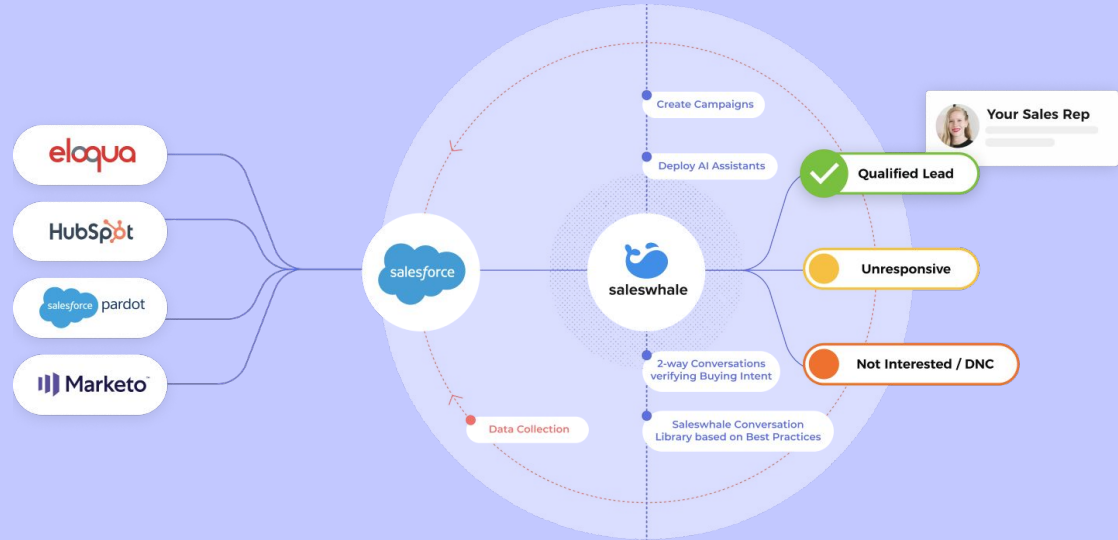 eloqua
HubSpot
salesforce pardot
Marketo™
salesforce
Create Campaigns
Deploy AI Assistants
saleswhale
2-way Conversations
verifying Buying Intent
Saleswhale Conversation
Library based on Best Practices
Data Collection
Your Sales Rep
Qualified Lead
Unresponsive
Not Interested / DNC